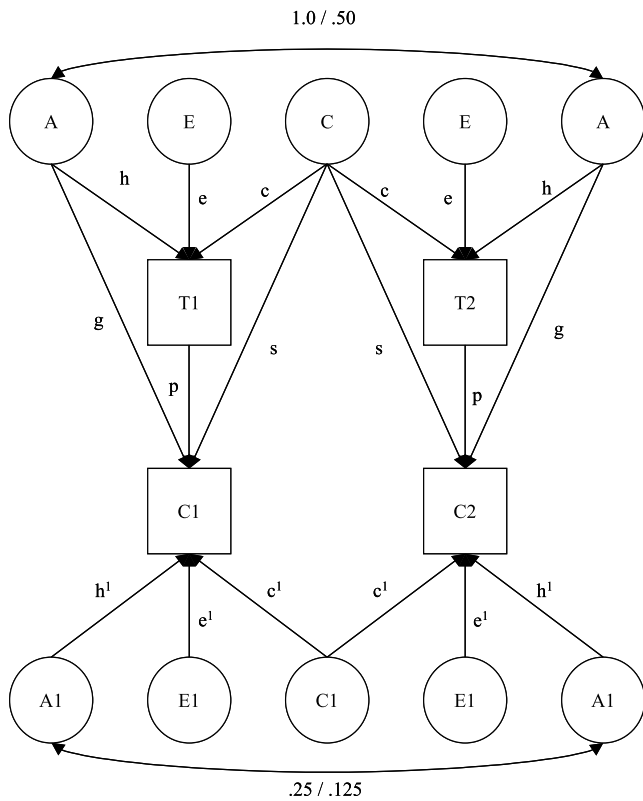 1.0 / .50
A E C E A
h e c c e h
T1 T2
g s s g
p p
C1 C2
h¹ e¹ c¹ c¹ e¹ h¹
A1 E1 C1 E1 A1
.25 / .125